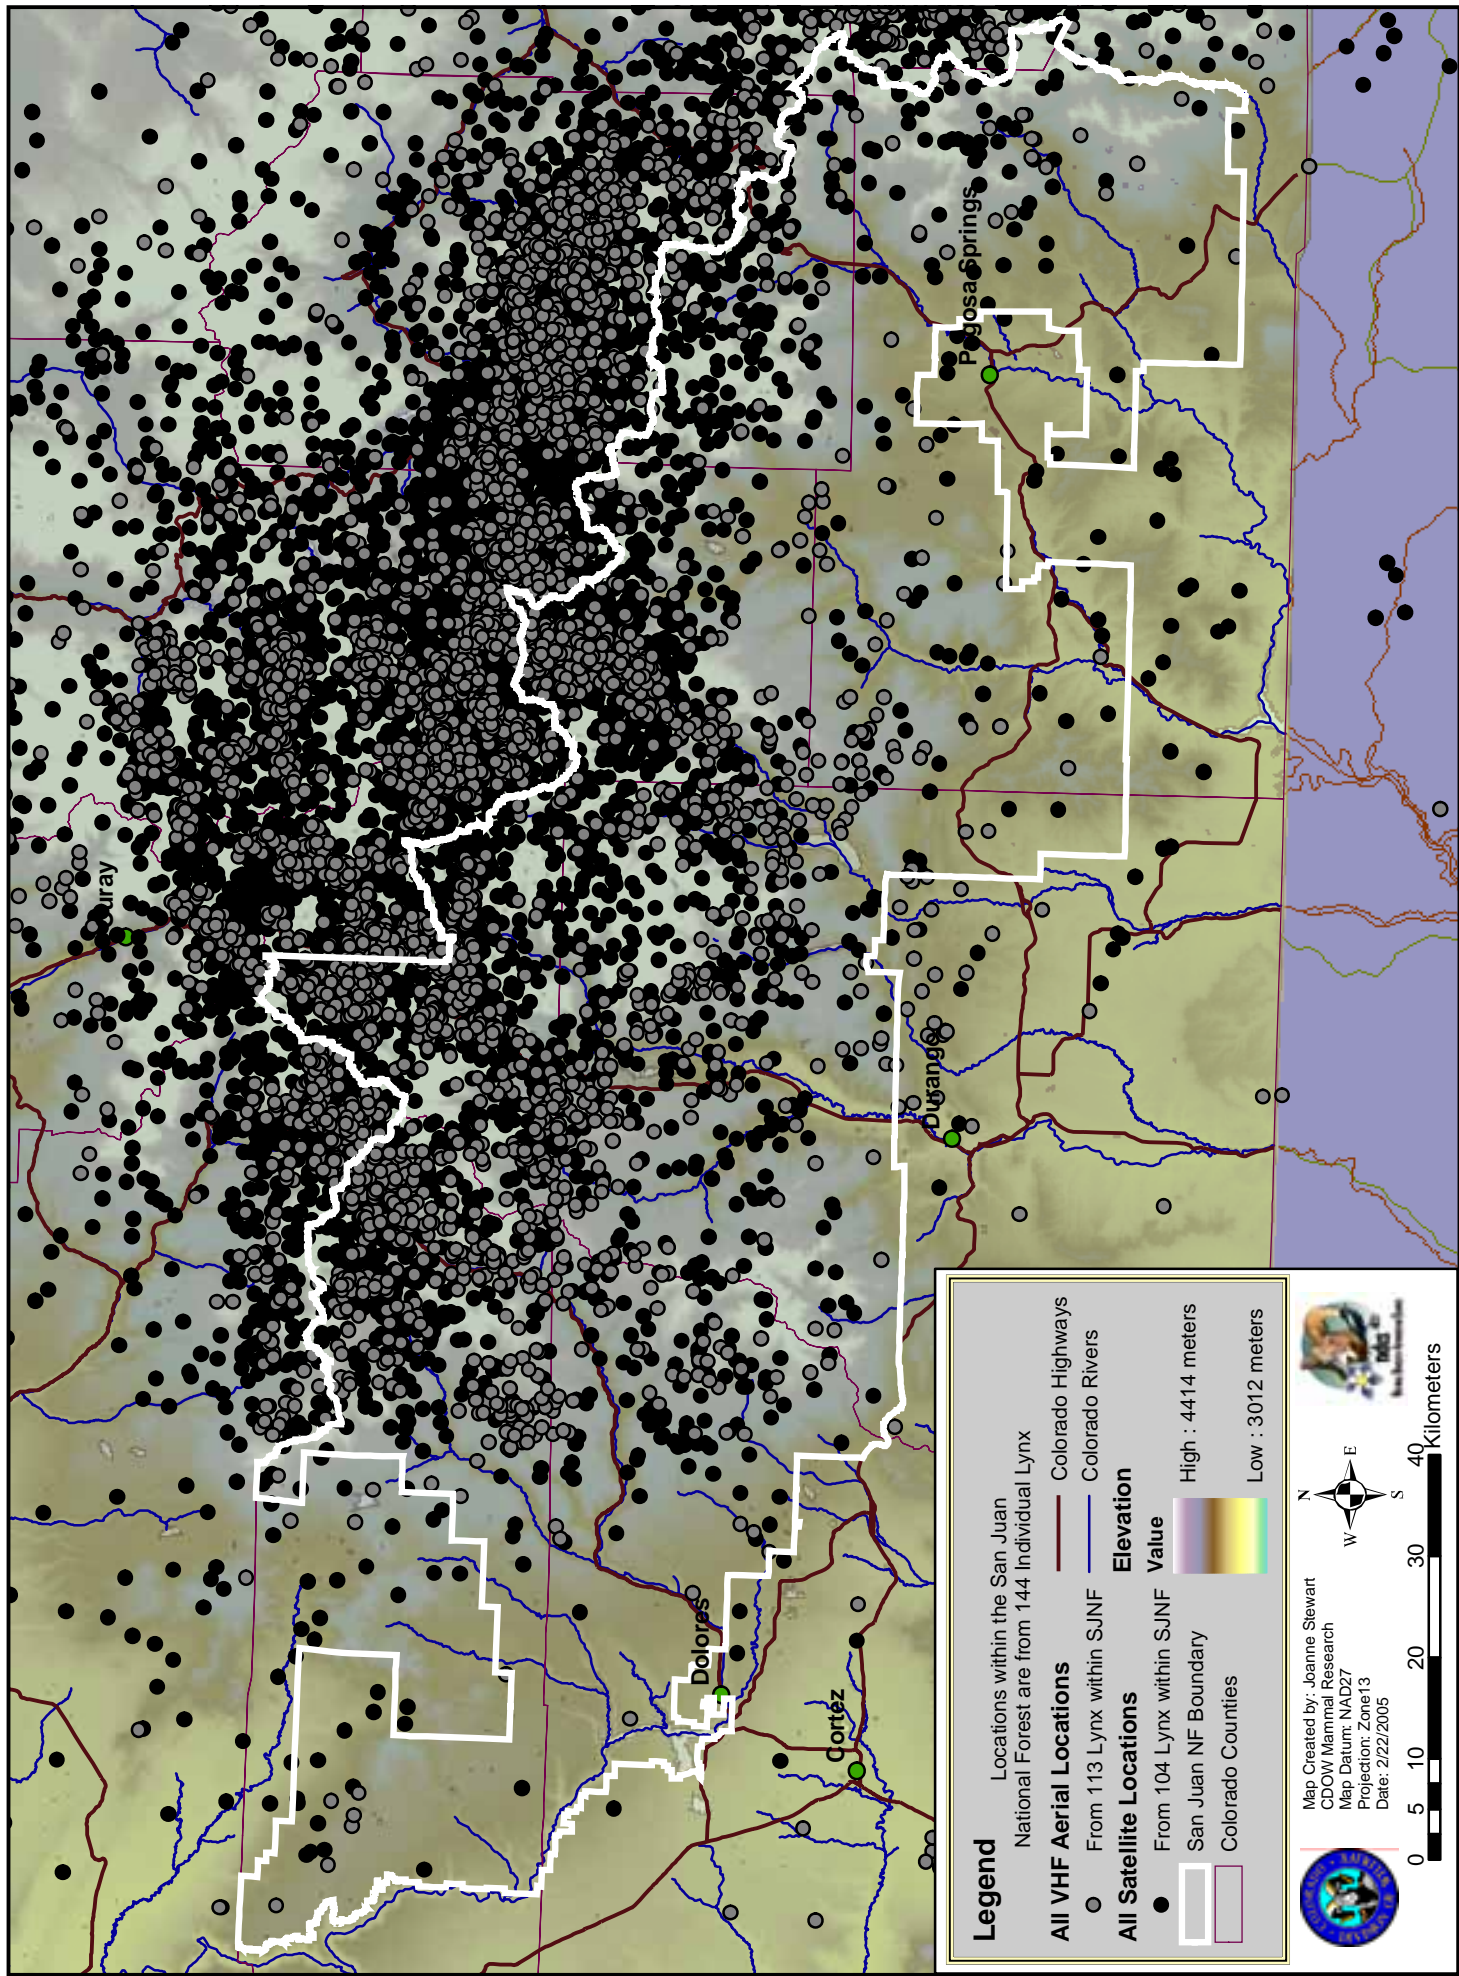 Ouray
Pagosa Springs
Durango
Dolores
Cortez
Legend
Locations within the San Juan
National Forest are from 144 Individual Lynx
All VHF Aerial Locations
From 113 Lynx within SJNF
All Satellite Locations
From 104 Lynx within SJNF
San Juan NF Boundary
Colorado Counties
Colorado Highways
Colorado Rivers
Elevation
Value
High : 4414 meters
Low : 3012 meters
Map Created by: Joanne Stewart
CDOW Mammal Research
Map Datum: NAD27
Projection: Zone13
Date: 2/22/2005
N
W E
S
0 5 10 20 30 40
Kilometers